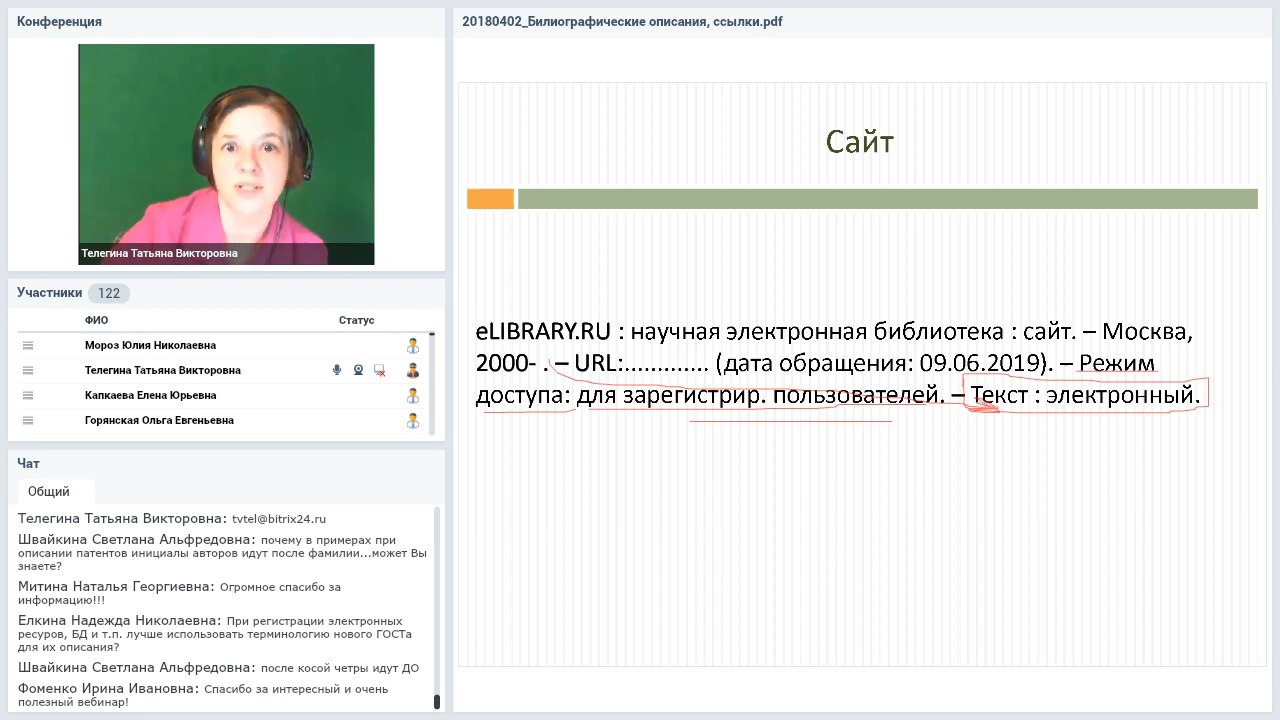 Конференция
Телегина Татьяна Викторовна
Участники 122
ФИО Статус
Мороз Юлия Николаевна
Телегина Татьяна Викторовна
Капкаева Елена Юрьевна
Горянская Ольга Евгеньевна
Чат
Общий
Телегина Татьяна Викторовна: tvtel@bitrix24.ru
Швайкина Светлана Альфредовна: почему в примерах при
описании патентов инициалы авторов идут после фамилии...может Вы
знаете?
Митина Наталья Георгиевна: Огромное спасибо за
информацию!!!
Елкина Надежда Николаевна: При регистрации электронных
ресуров, БД и т.п. лучше использовать терминологию нового ГОСТа
для их описания?
Швайкина Светлана Альфредовна: после косой четры идут ДО
Фоменко Ирина Ивановна: Спасибо за интересный и очень
полезный вебинар!
20180402_Билиографические описания, ссылки.pdf
Сайт
eLIBRARY.RU : научная электронная библиотека : сайт. – Москва,
2000- . – URL:............. (дата обращения: 09.06.2019). – Режим
доступа: для зарегистрир. пользователей. – Текст : электронный.